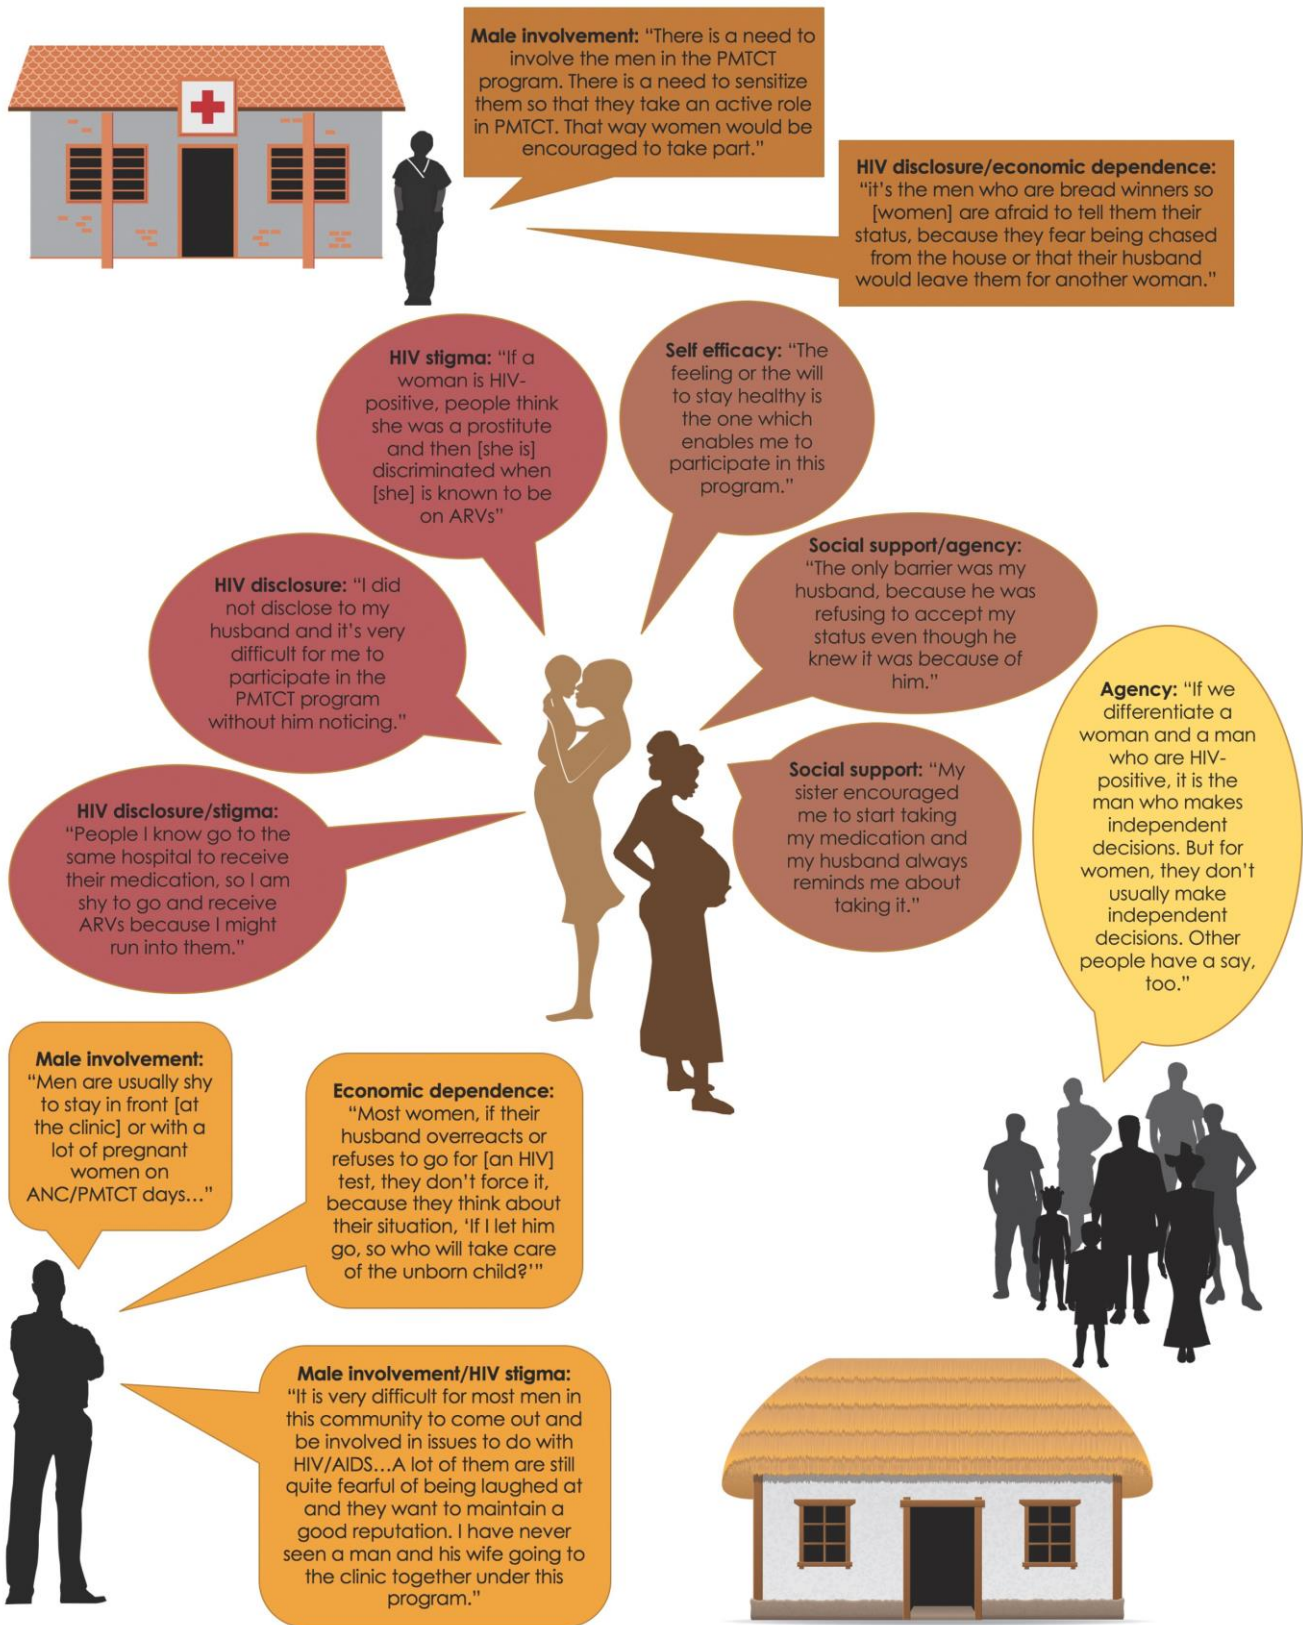 Male involvement: “There is a need to
involve the men in the PMTCT
program. There is a need to sensitize
them so that they take an active role
in PMTCT. That way women would be
encouraged to take part.”
HIV disclosure/economic dependence:
“it’s the men who are bread winners so
[women] are afraid to tell them their
status, because they fear being chased
from the house or that their husband
would leave them for another woman.”
HIV stigma: “If a
woman is HIV-
positive, people think
she was a prostitute
and then [she is]
discriminated when
[she] is known to be
on ARVs”
Self efficacy: “The
feeling or the will
to stay healthy is
the one which
enables me to
participate in this
program.”
HIV disclosure: “I did
not disclose to my
husband and it’s very
difficult for me to
participate in the
PMTCT program
without him noticing.”
Social support/agency:
“The only barrier was my
husband, because he was
refusing to accept my
status even though he
knew it was because of
him.”
HIV disclosure/stigma:
“People I know go to the
same hospital to receive
their medication, so I am
shy to go and receive
ARVs because I might
run into them.”
Social support: “My
sister encouraged
me to start taking
my medication and
my husband always
reminds me about
taking it.”
Agency: “If we
differentiate a
woman and a man
who are HIV-
positive, it is the
man who makes
independent
decisions. But for
women, they don’t
usually make
independent
decisions. Other
people have a say,
too.”
Male involvement:
“Men are usually shy
to stay in front [at
the clinic] or with a
lot of pregnant
women on
ANC/PMTCT days…”
Economic dependence:
“Most women, if their
husband overreacts or
refuses to go for [an HIV]
test, they don’t force it,
because they think about
their situation, ‘If I let him
go, so who will take care
of the unborn child?’”
Male involvement/HIV stigma:
“It is very difficult for most men in
this community to come out and
be involved in issues to do with
HIV/AIDS…A lot of them are still
quite fearful of being laughed at
and they want to maintain a
good reputation. I have never
seen a man and his wife going to
the clinic together under this
program.”